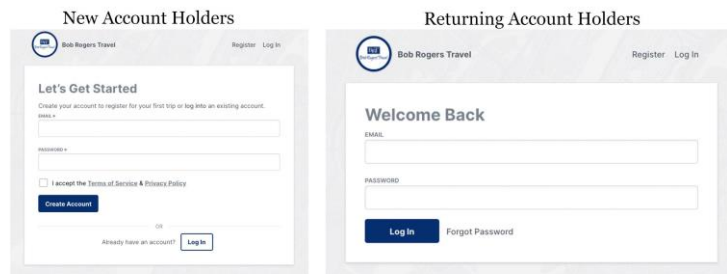 New Account Holders
Bob Rogers Travel
Register Log In
Let's Get Started
Create your account to register for your first trip or log into an existing account.
EMAIL *
PASSWORD *
I accept the Terms of Service & Privacy Policy
Create Account
OR
Already have an account? Log In
Returning Account Holders
Bob Rogers Travel
Register Log In
Welcome Back
EMAIL
PASSWORD
Log In Forgot Password